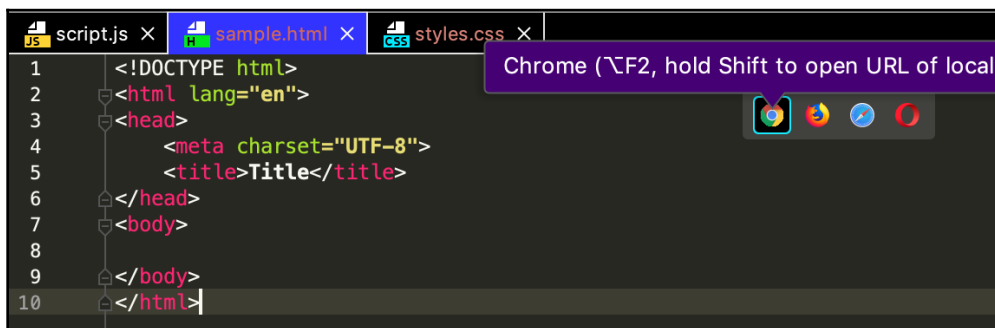 JS script.js × H sample.html × CSS styles.css ×
Chrome (⌥F2, hold Shift to open URL of local
1 <!DOCTYPE html>
2 <html lang="en">
3 <head>
4 <meta charset="UTF-8">
5 <title>Title</title>
6 </head>
7 <body>
8
9 </body>
10 </html>